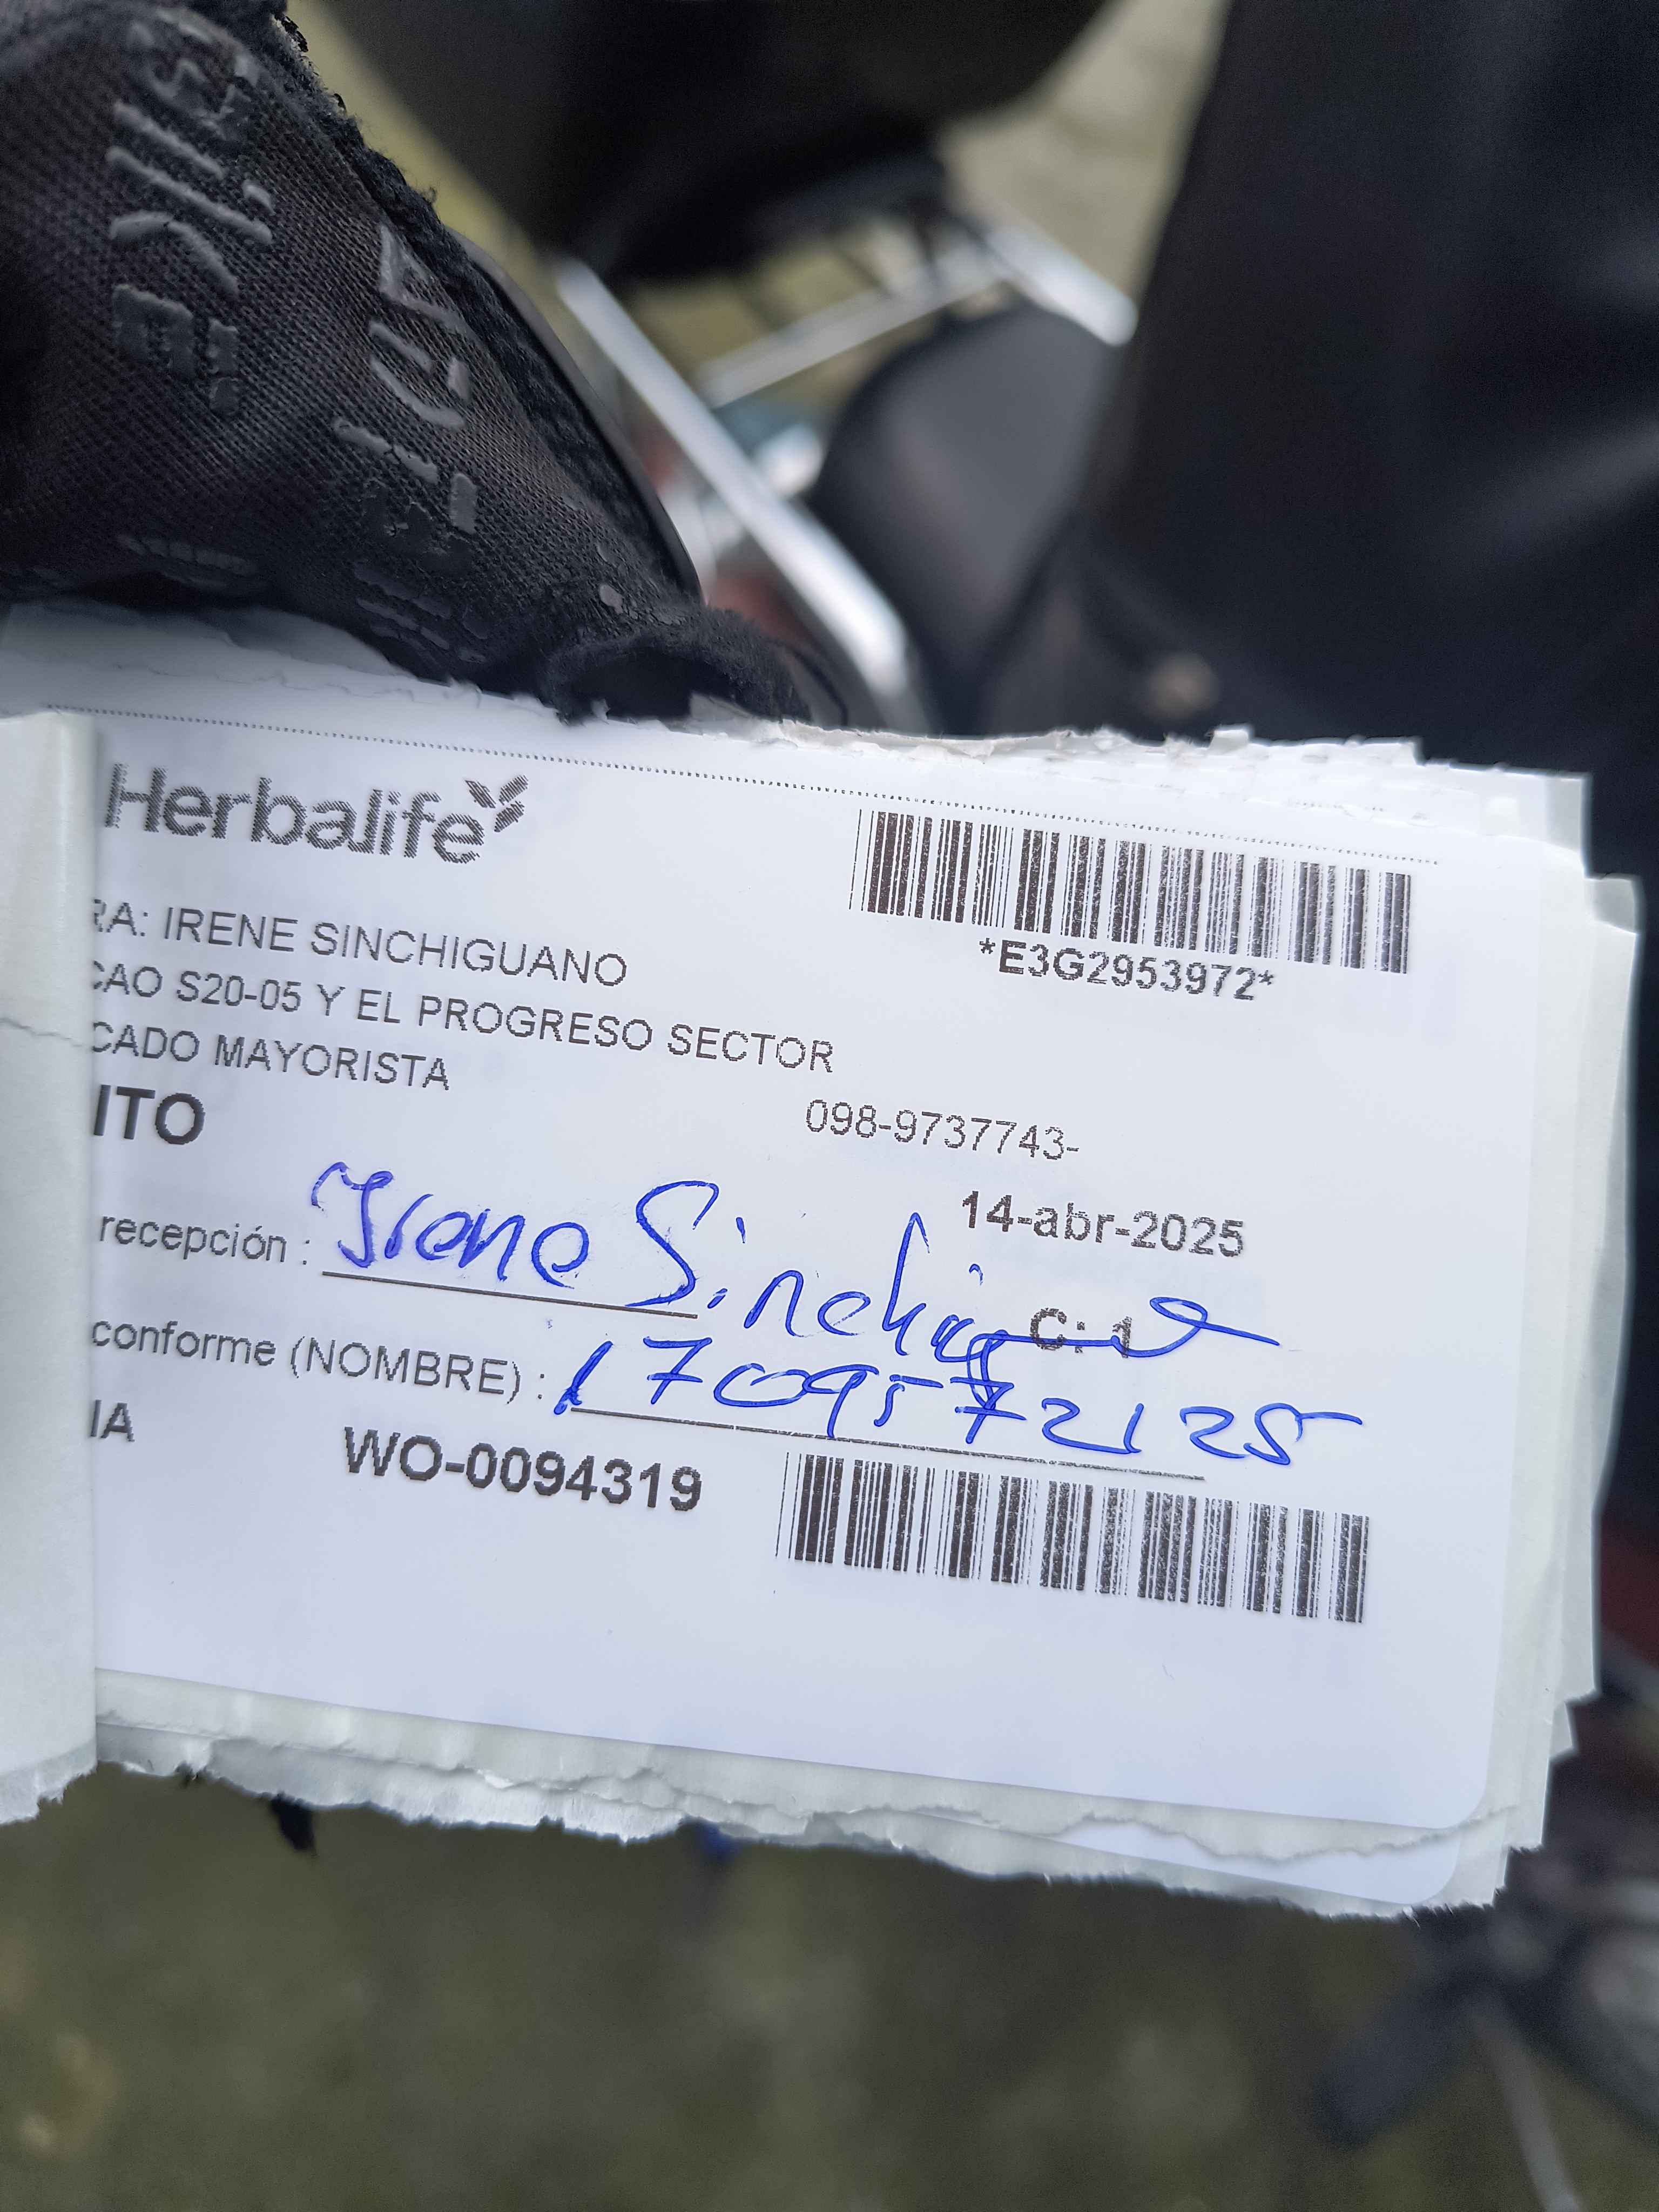 Herbalife
*E3G2953972*
RA: IRENE SINCHIGUANO
CAO S20-05 Y EL PROGRESO SECTOR
CADO MAYORISTA
ITO
098-9737743-
14-abr-2025
recepción : Irene Sinchiguano
C: 1
conforme (NOMBRE) : 1709572125
IA WO-0094319